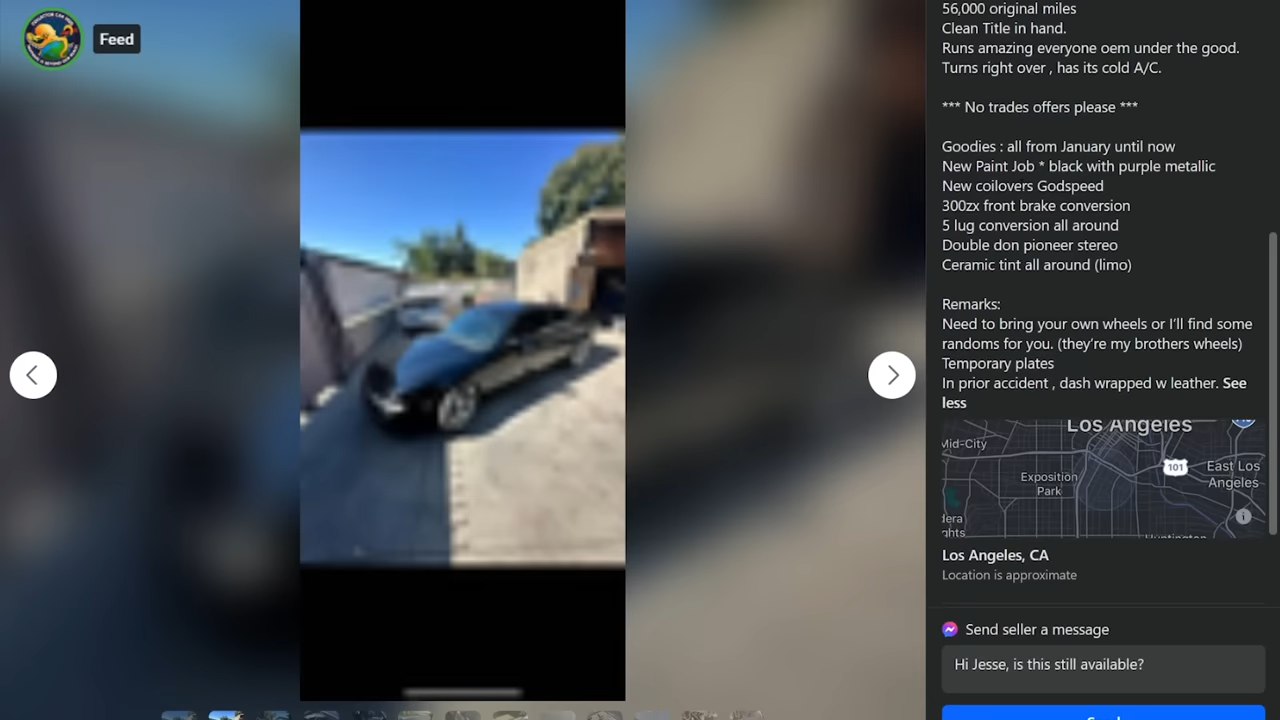 Feed
56,000 original miles
Clean Title in hand.
Runs amazing everyone oem under the good.
Turns right over , has its cold A/C.
*** No trades offers please ***
Goodies : all from January until now
New Paint Job * black with purple metallic
New coilovers Godspeed
300zx front brake conversion
5 lug conversion all around
Double don pioneer stereo
Ceramic tint all around (limo)
Remarks:
Need to bring your own wheels or I'll find some
randoms for you. (they're my brothers wheels)
Temporary plates
In prior accident , dash wrapped w leather. See
less
Los Angeles
Mid-City
101
East Los
Angeles
Exposition
Park
Los Angeles, CA
Location is approximate
Send seller a message
Hi Jesse, is this still available?